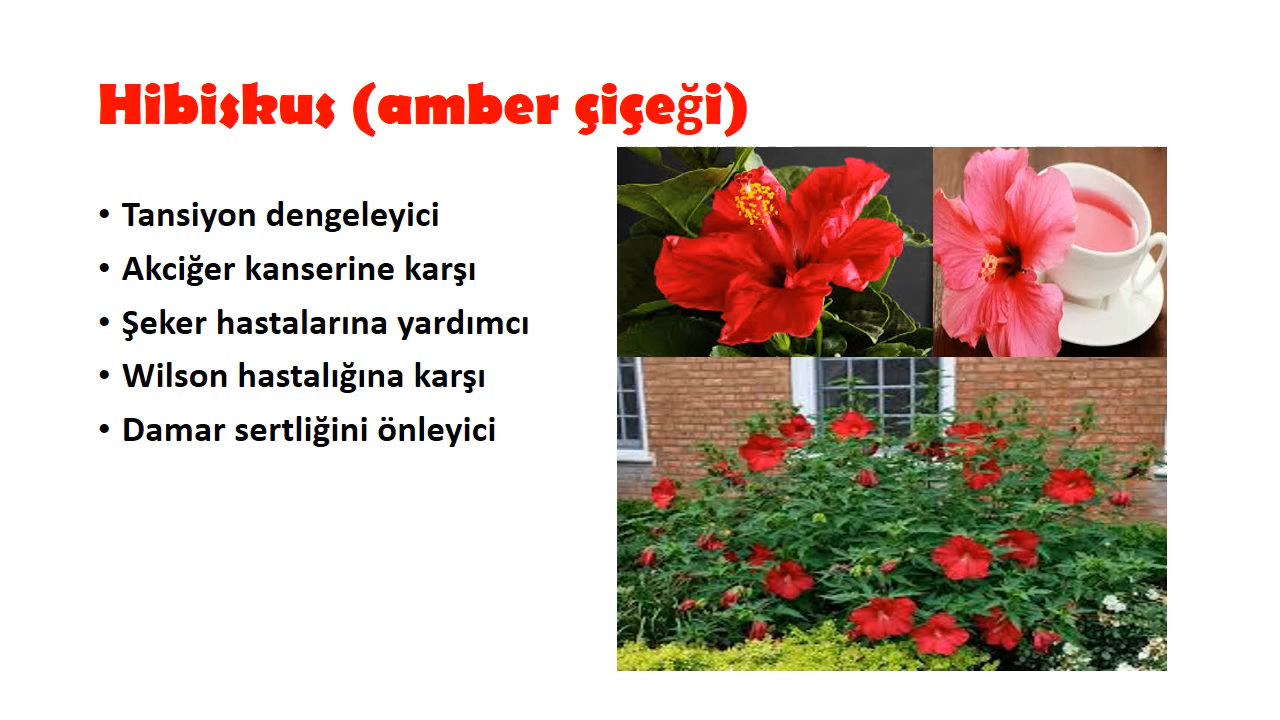 Hibiskus (amber çiçeği)
• Tansiyon dengeleyici
• Akciğer kanserine karşı
• Şeker hastalarına yardımcı
• Wilson hastalığına karşı
• Damar sertliğini önleyici